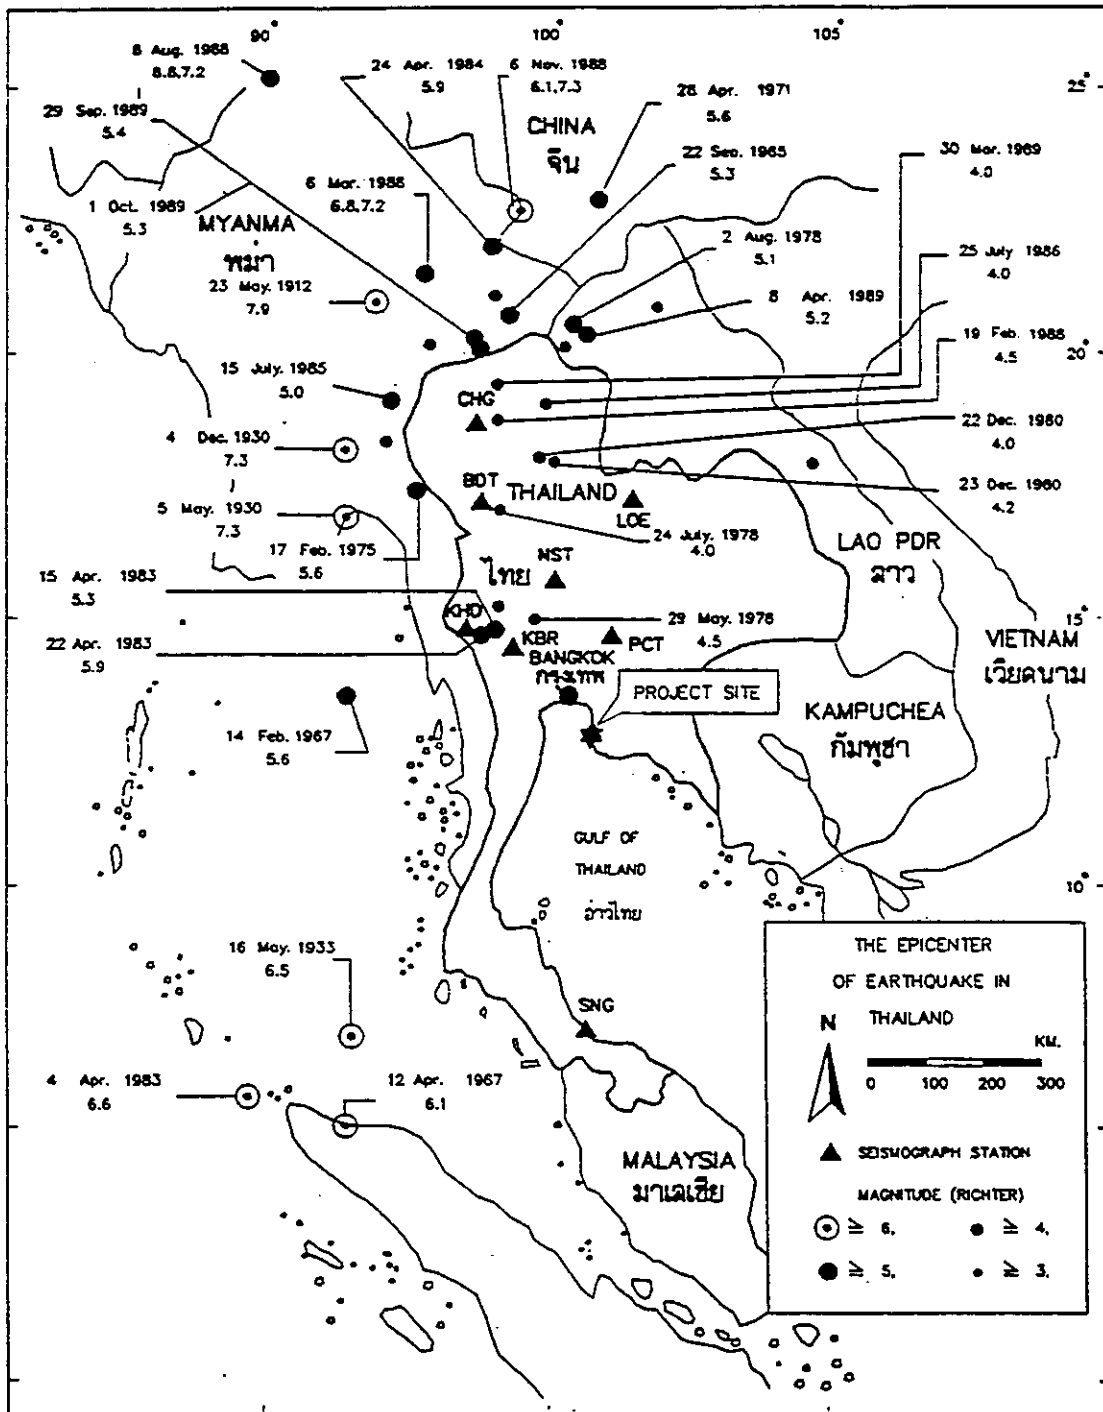 90°
100°
105°
25°
20°
15°
10°
8 Aug. 1988
6.6,7.2
24 Apr. 1984
5.9
6 Nov. 1988
6.1,7.3
28 Apr. 1971
5.6
29 Sep. 1989
5.4
CHINA
จีน
22 Sep. 1965
5.3
30 Mar. 1969
4.0
1 Oct. 1989
5.3
MYANMA
พม่า
6 Mar. 1988
6.8,7.2
2 Aug. 1978
5.1
25 July 1986
4.0
23 May. 1912
7.9
8 Apr. 1989
5.2
19 Feb. 1988
4.5
15 July. 1985
5.0
CHG
22 Dec. 1980
4.0
4 Dec. 1930
7.3
BDT
THAILAND
LOE
23 Dec. 1980
4.2
5 May. 1930
7.3
17 Feb. 1975
5.6
24 July. 1978
4.0
LAO PDR
ลาว
NST
ไทย
15 Apr. 1983
5.3
KHO
29 May. 1978
4.5
22 Apr. 1983
5.9
KBR
PCT
BANGKOK
กรุงเทพ
VIETNAM
เวียดนาม
PROJECT SITE
KAMPUCHEA
กัมพูชา
14 Feb. 1967
5.6
GULF OF
THAILAND
อ่าวไทย
16 May. 1933
6.5
SNG
4 Apr. 1983
6.6
12 Apr. 1967
6.1
MALAYSIA
มาเลเซีย
THE EPICENTER
OF EARTHQUAKE IN
THAILAND
N
KM.
0 100 200 300
SEISMOGRAPH STATION
MAGNITUDE (RICHTER)
≥ 6, ≥ 4,
≥ 5, ≥ 3,